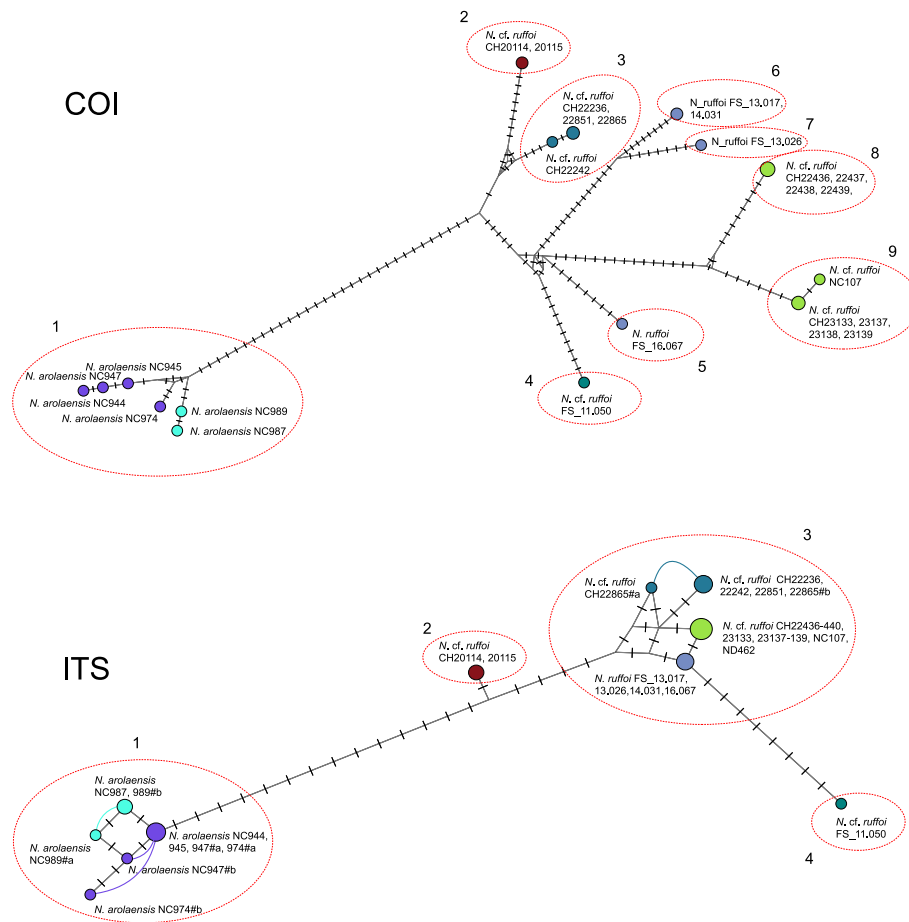 COI
2
N. cf. ruffoi
CH20114, 20115
3
N. cf. ruffoi
CH22236,
22851, 22865
N. cf. ruffoi
CH22242
6
N_ruffoi FS_13.017,
14.031
7
N_ruffoi FS_13.026
8
N. cf. ruffoi
CH22436, 22437,
22438, 22439,
9
N. cf. ruffoi
NC107
N. cf. ruffoi
CH23133, 23137,
23138, 23139
N. ruffoi
FS_16.067
5
4
N. cf. ruffoi
FS_11.050
1
N. arolaensis NC945
N. arolaensis NC947
N. arolaensis NC944
N. arolaensis NC974
N. arolaensis NC989
N. arolaensis NC987
ITS
3
N. cf. ruffoi
CH22865#a
N. cf. ruffoi CH22236,
22242, 22851, 22865#b
N. cf. ruffoi CH22436-440,
23133, 23137-139, NC107,
ND462
N. ruffoi FS_13.017,
13.026,14.031,16.067
2
N. cf. ruffoi
CH20114, 20115
1
N. arolaensis
NC987, 989#b
N. arolaensis
NC989#a
N. arolaensis NC944,
945, 947#a, 974#a
N. arolaensis NC947#b
N. arolaensis NC974#b
N. cf. ruffoi
FS_11.050
4